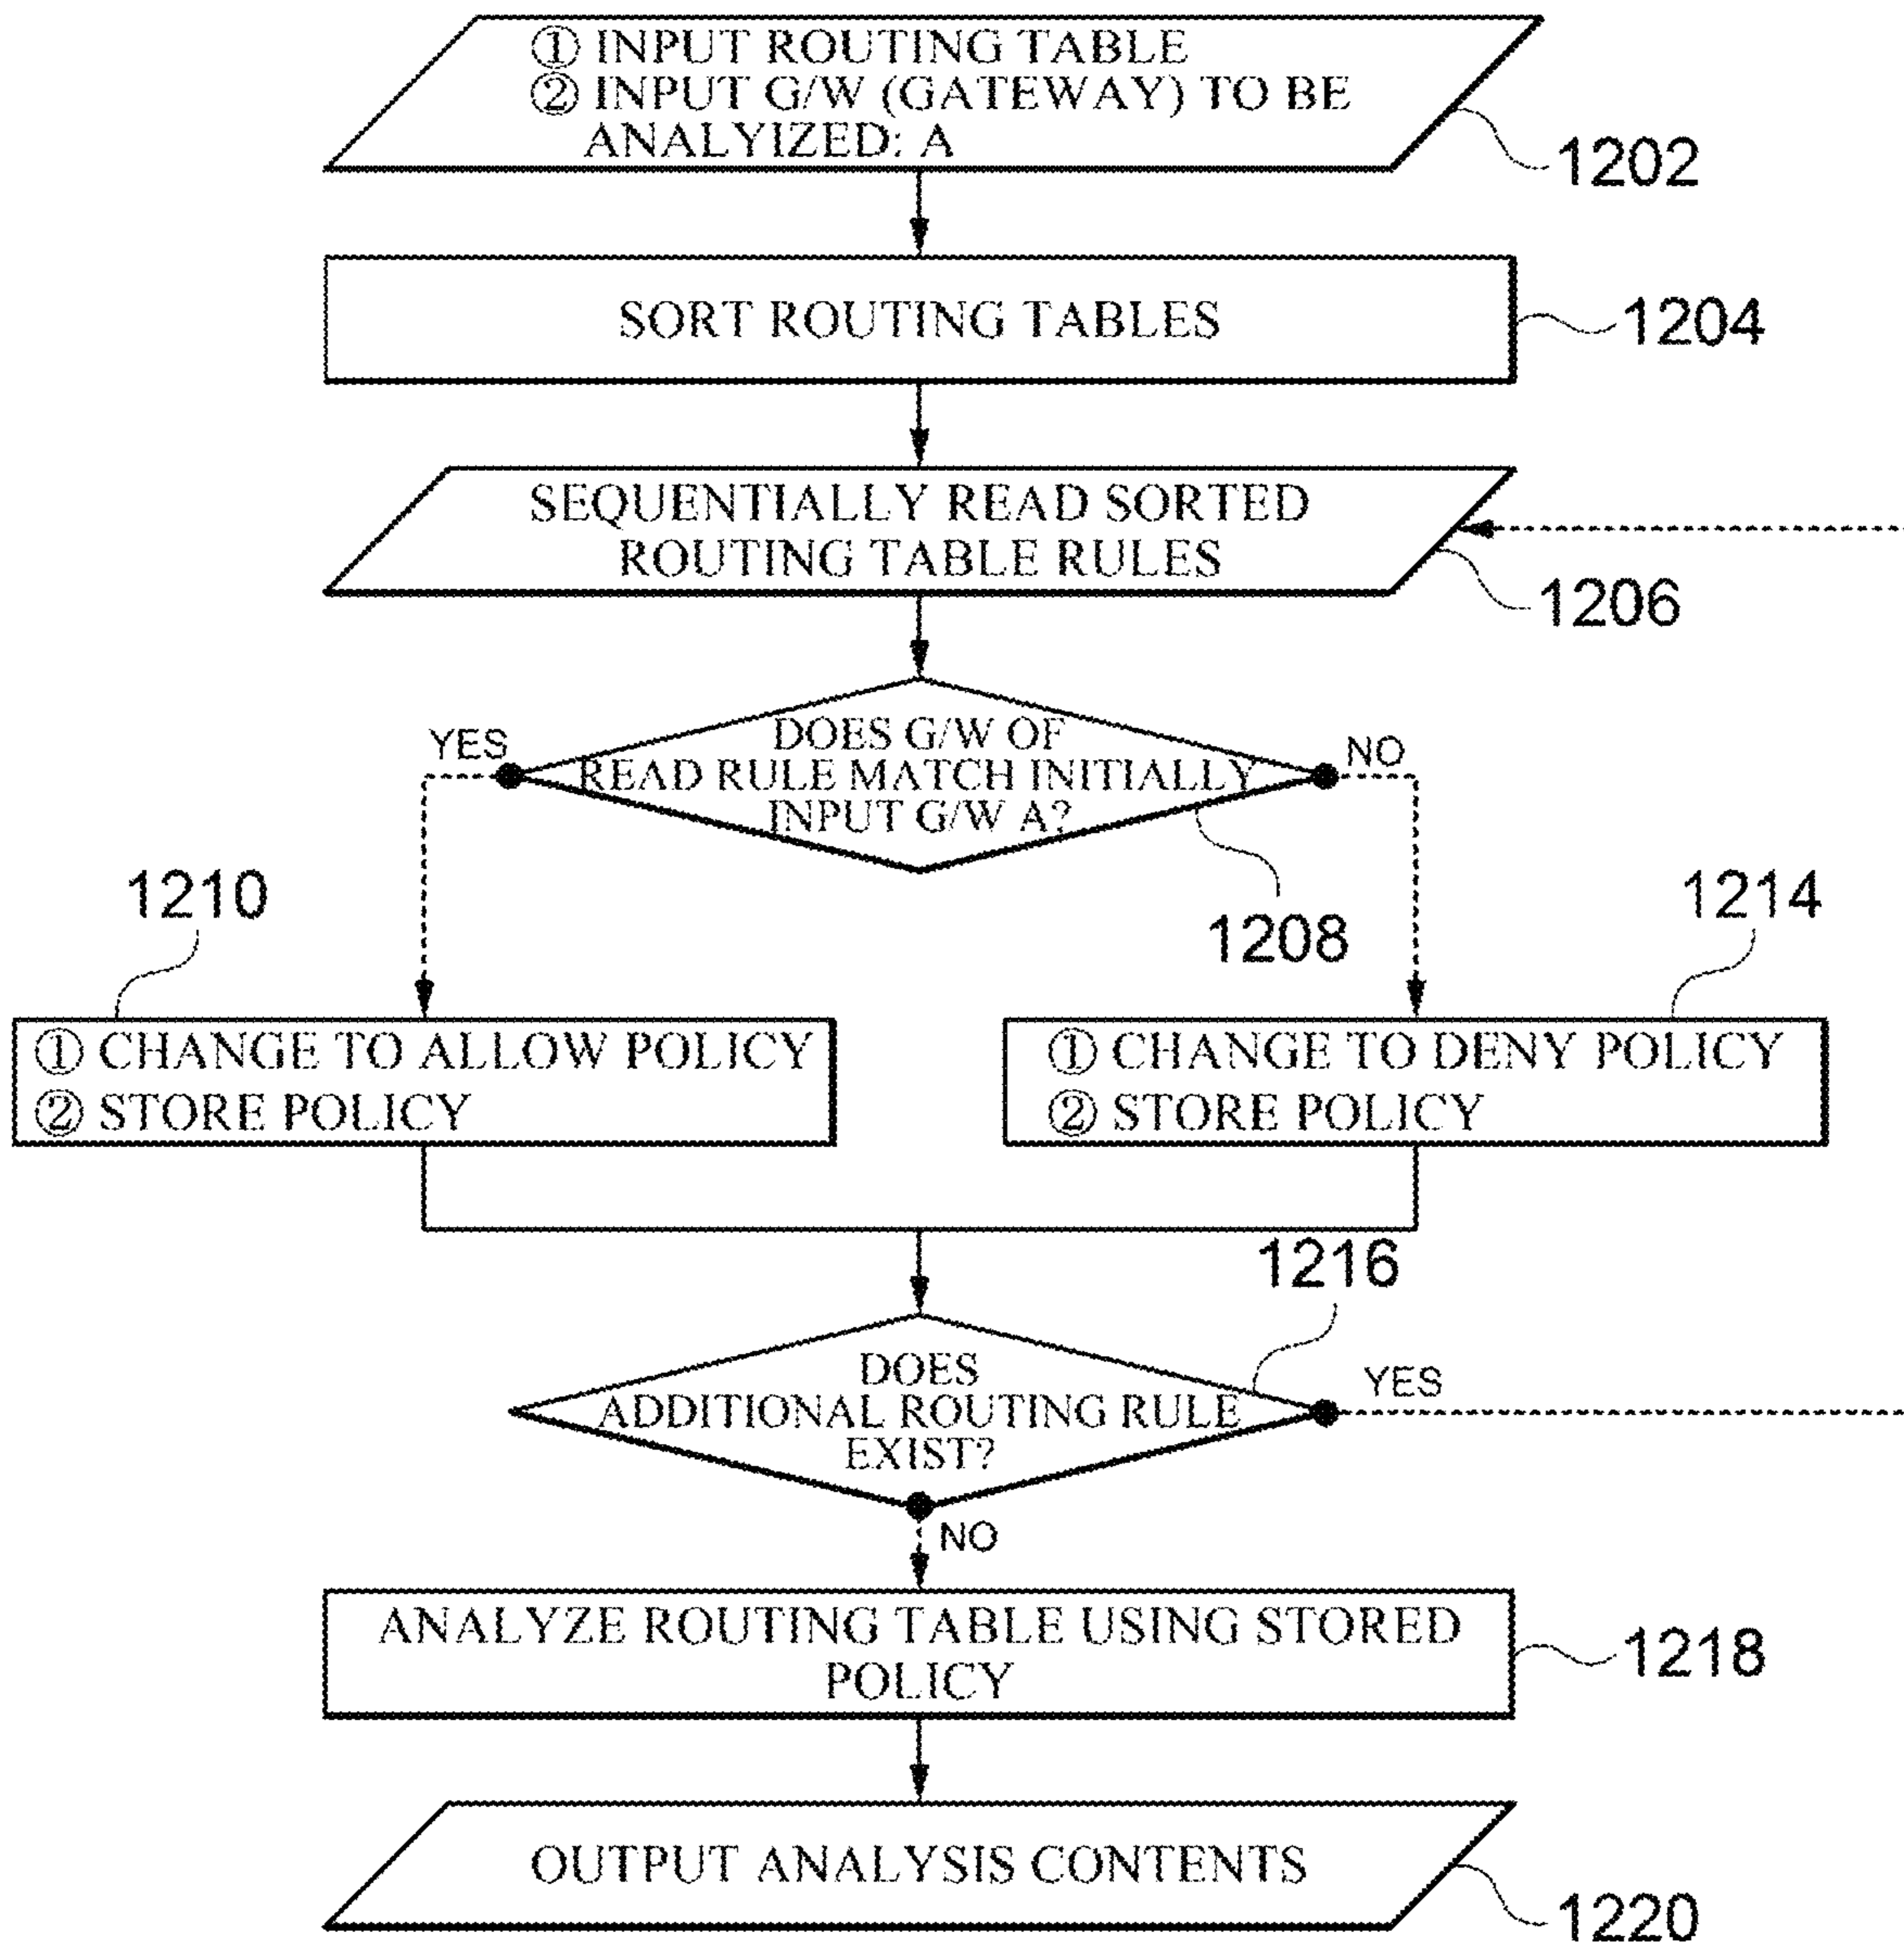 ① INPUT ROUTING TABLE
② INPUT G/W (GATEWAY) TO BE
ANALYIZED: A
1202
SORT ROUTING TABLES
1204
SEQUENTIALLY READ SORTED
ROUTING TABLE RULES
1206
DOES G/W OF
READ RULE MATCH INITIALLY
INPUT G/W A?
YES
NO
1208
1210
① CHANGE TO ALLOW POLICY
② STORE POLICY
1214
① CHANGE TO DENY POLICY
② STORE POLICY
1216
DOES
ADDITIONAL ROUTING RULE
EXIST?
YES
NO
ANALYZE ROUTING TABLE USING STORED
POLICY
1218
OUTPUT ANALYSIS CONTENTS
1220